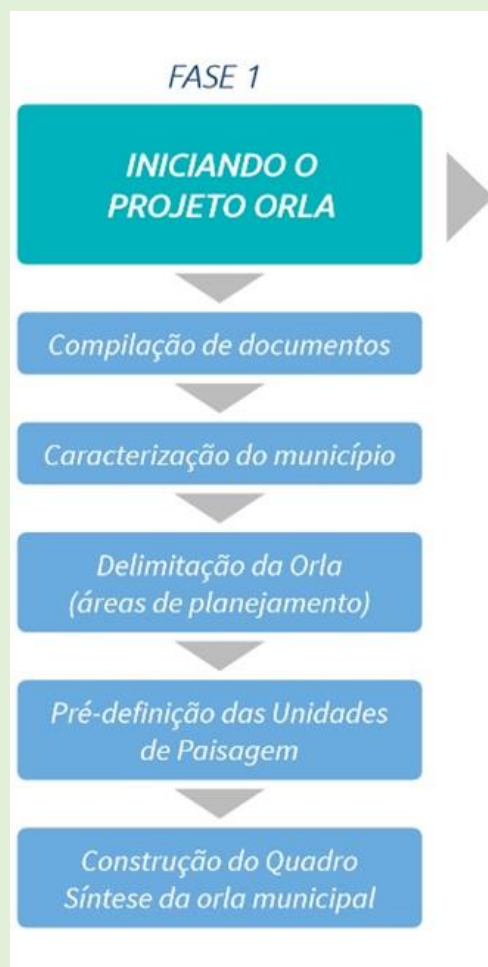 FASE 1
INICIANDO O
PROJETO ORLA
Compilação de documentos
Caracterização do município
Delimitação da Orla
(áreas de planejamento)
Pré-definição das Unidades
de Paisagem
Construção do Quadro
Síntese da orla municipal